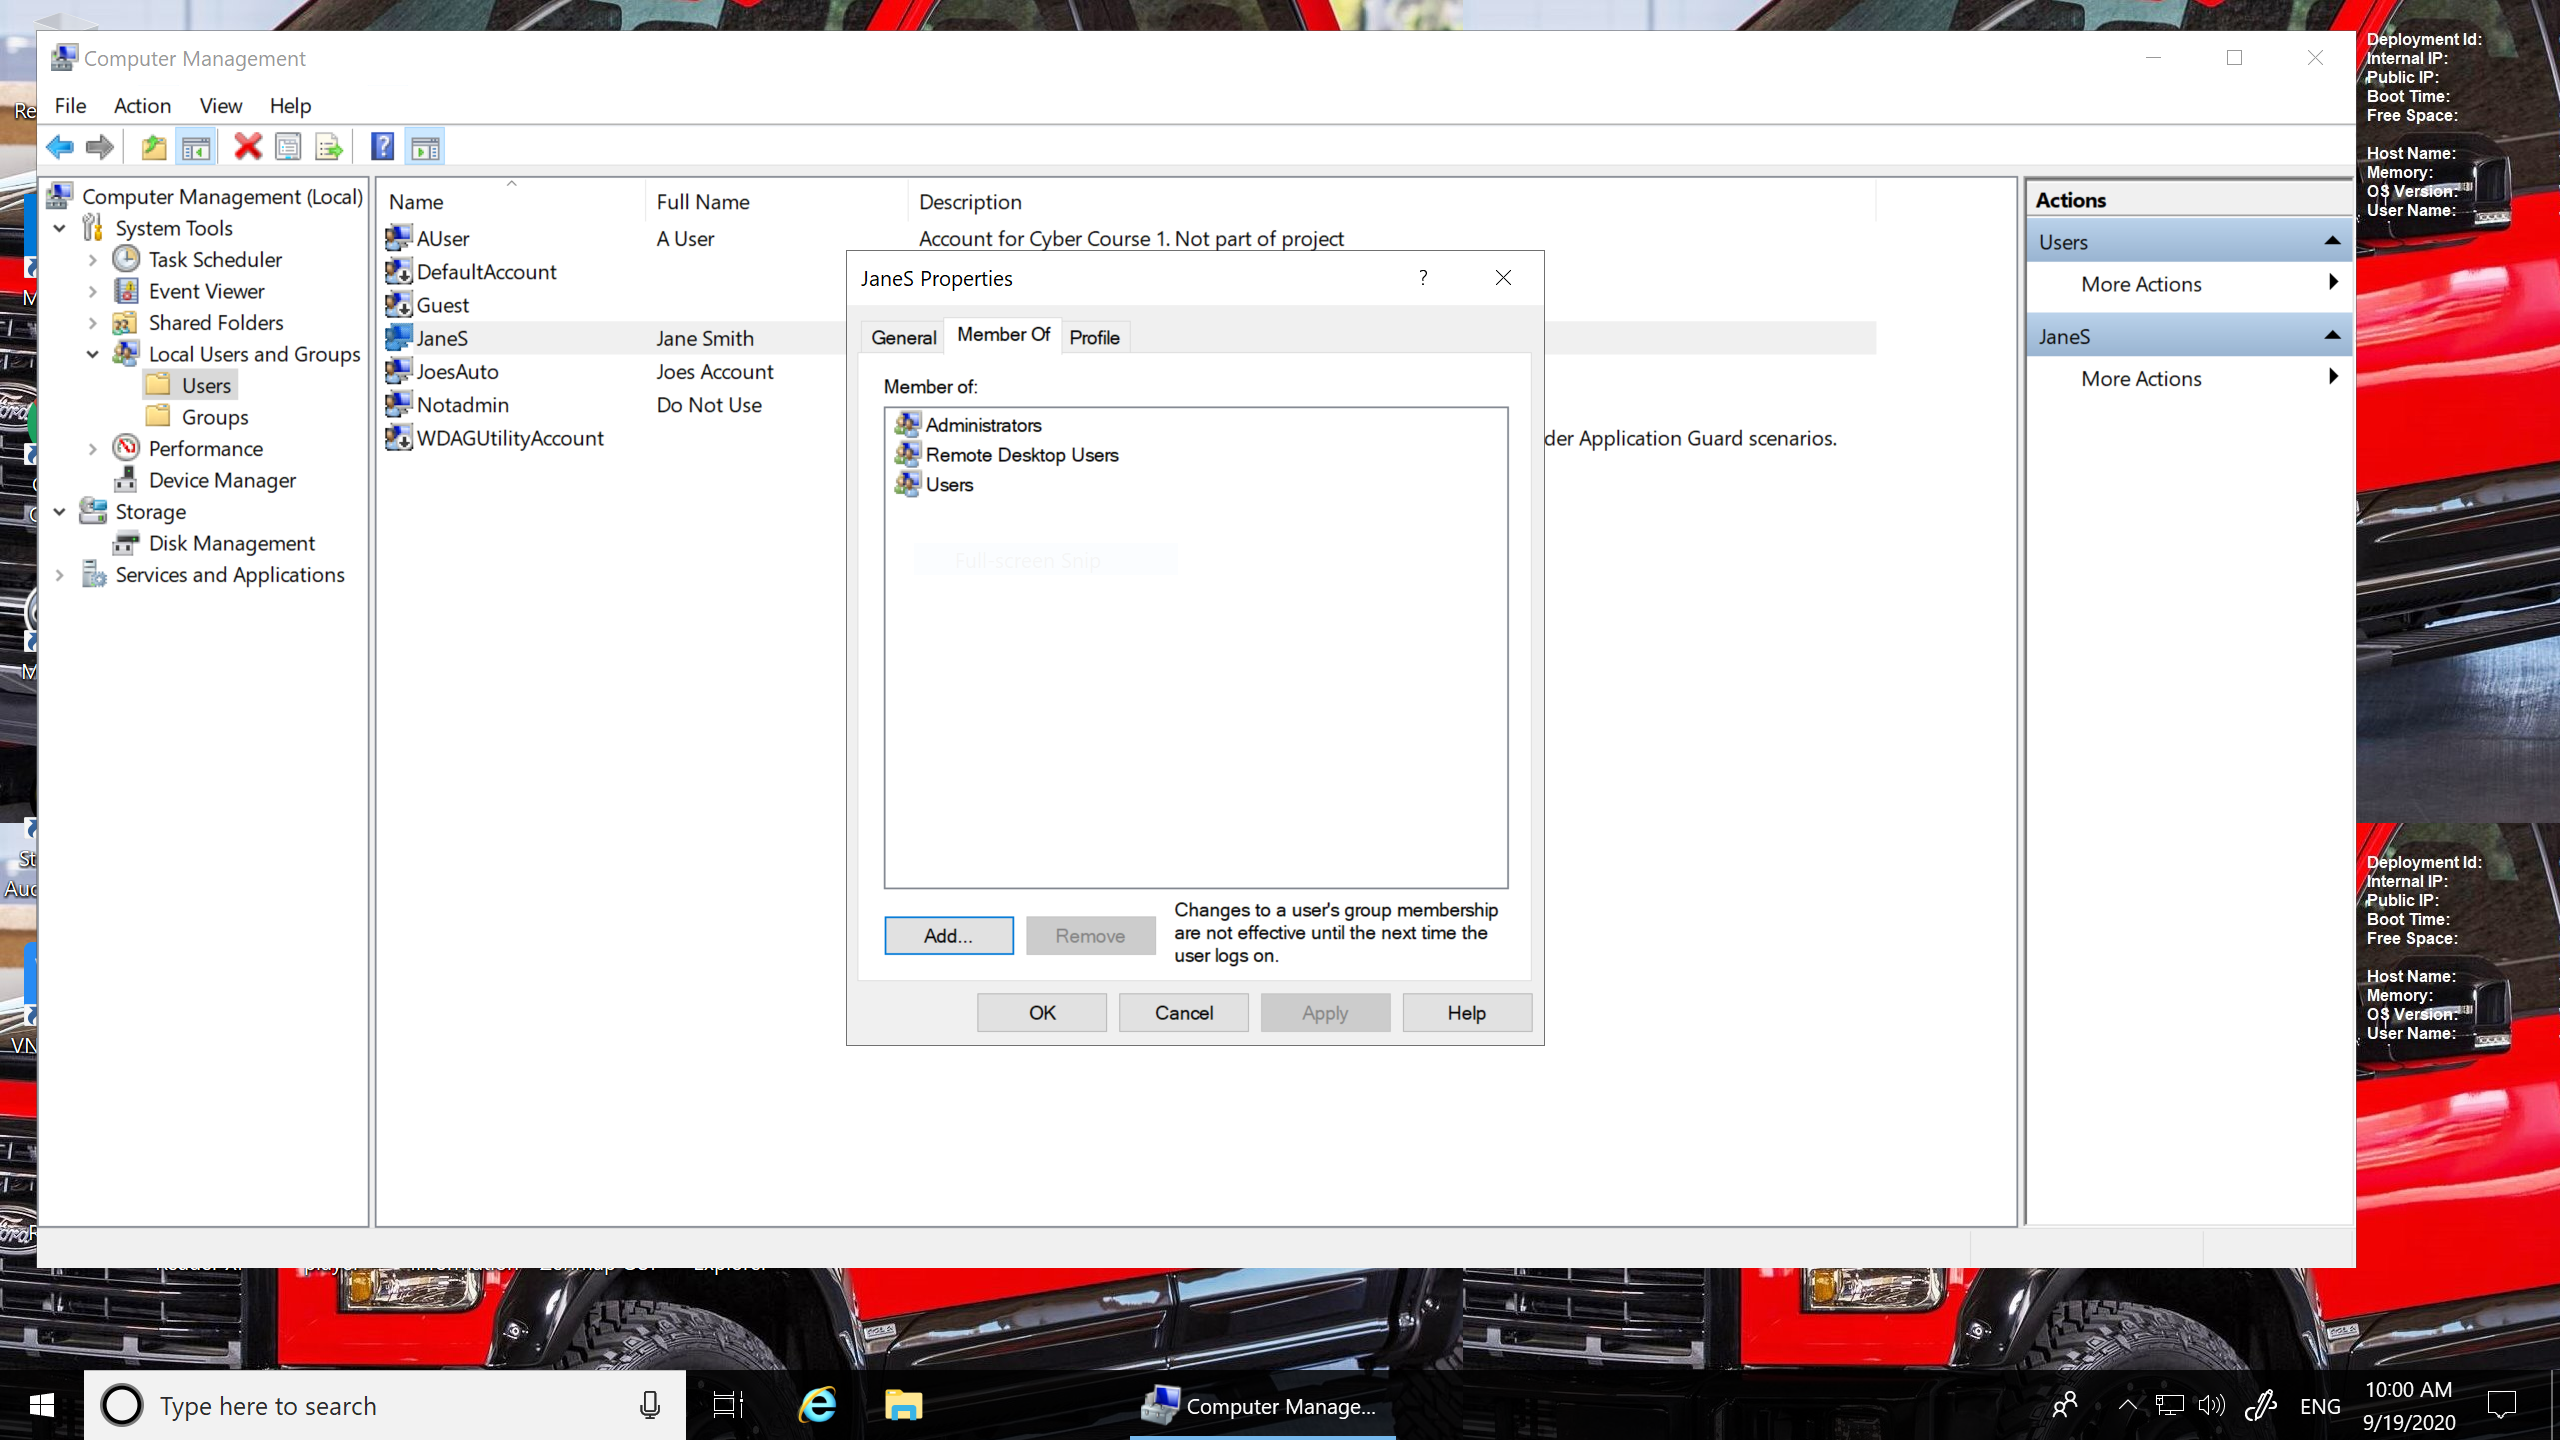 Computer Management
File Action View Help
Computer Management (Local)
System Tools
Task Scheduler
Event Viewer
Shared Folders
Local Users and Groups
Users
Groups
Performance
Device Manager
Storage
Disk Management
Services and Applications
Name Full Name Description
AUser A User Account for Cyber Course 1. Not part of project
DefaultAccount
Guest
JaneS Jane Smith
JoesAuto Joes Account
Notadmin Do Not Use
WDAGUtilityAccount der Application Guard scenarios.
JaneS Properties
?
General Member Of Profile
Member of:
Administrators
Remote Desktop Users
Users
Full-screen Snip
Add... Remove
Changes to a user's group membership
are not effective until the next time the
user logs on.
OK Cancel Apply Help
Actions
Users
More Actions
JaneS
More Actions
Deployment Id:
Internal IP:
Public IP:
Boot Time:
Free Space:
Host Name:
Memory:
OS Version:
User Name:
Deployment Id:
Internal IP:
Public IP:
Boot Time:
Free Space:
Host Name:
Memory:
OS Version:
User Name:
Type here to search
Computer Manage...
ENG
10:00 AM
9/19/2020